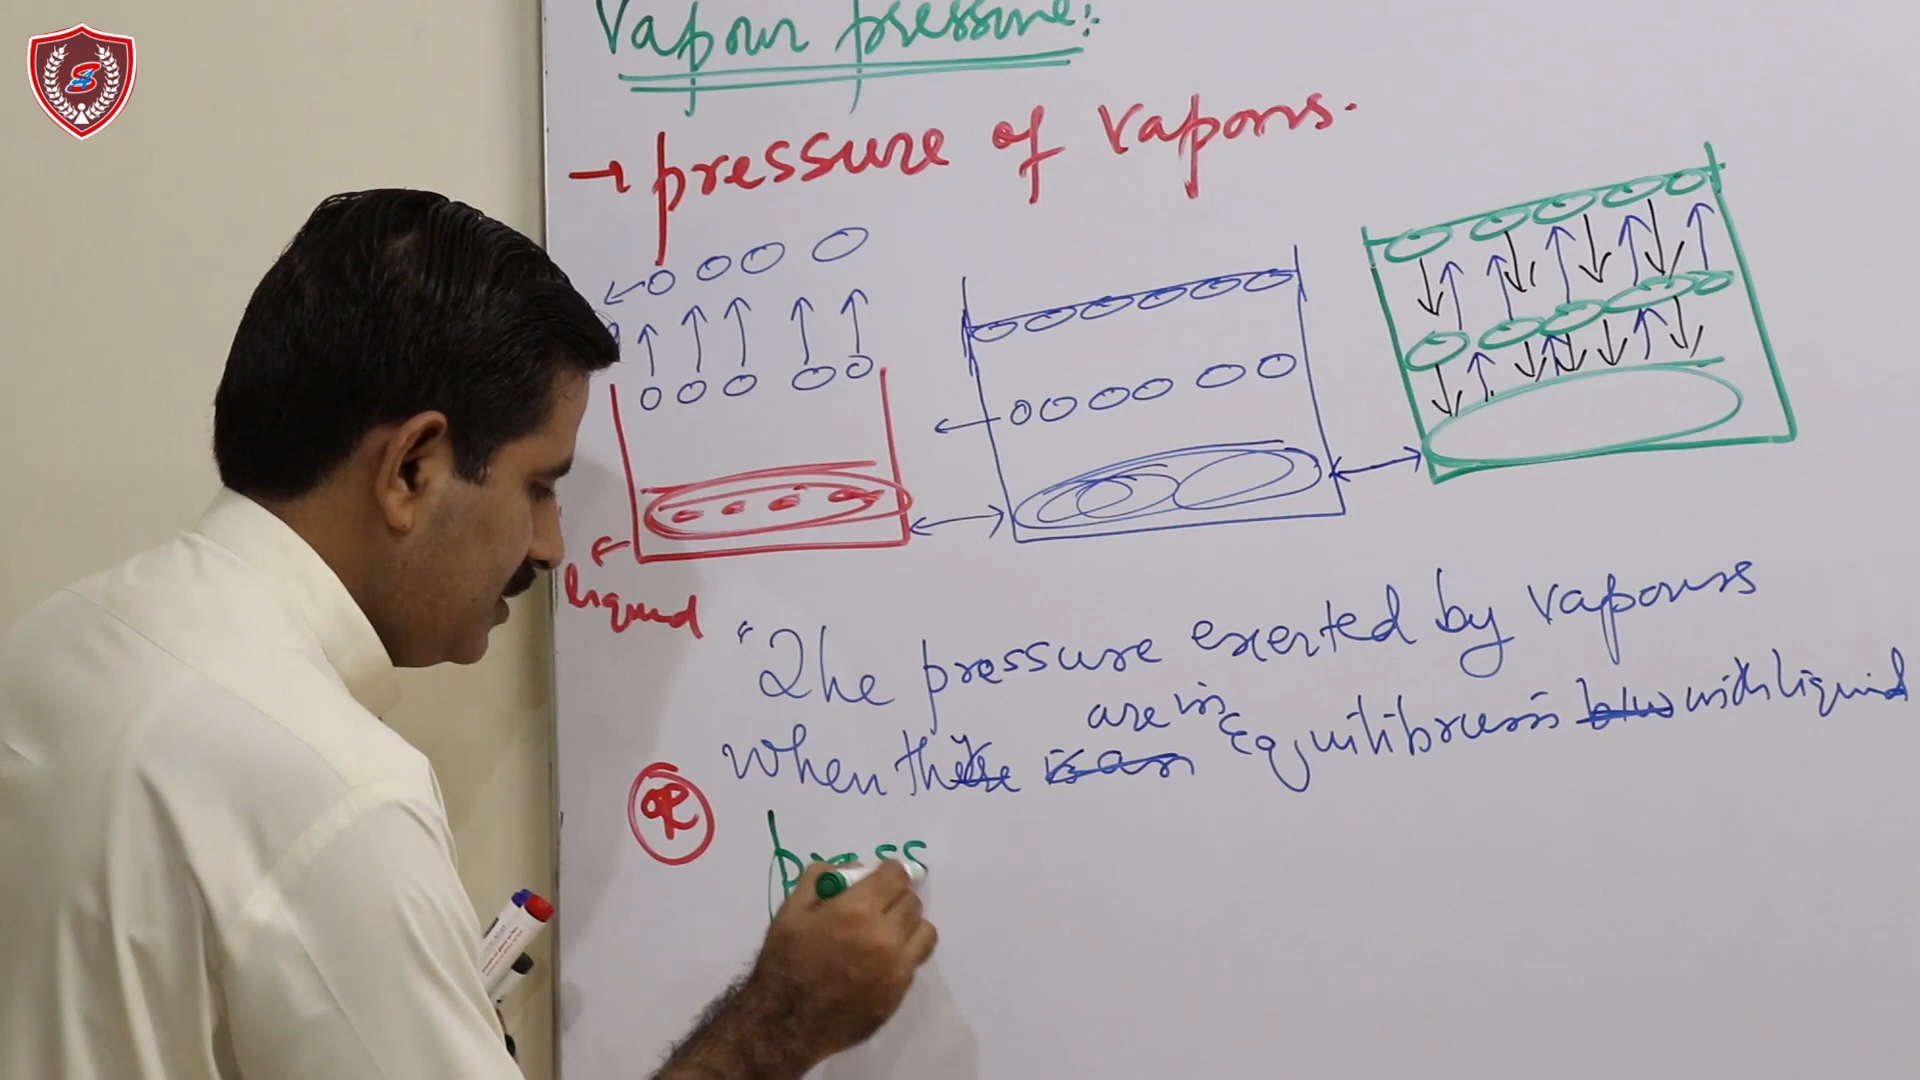 Vapour pressure:
→ pressure of vapours.
liquid
"The pressure exerted by vapours
are in
when they Equilibrium with liquid
OR
press